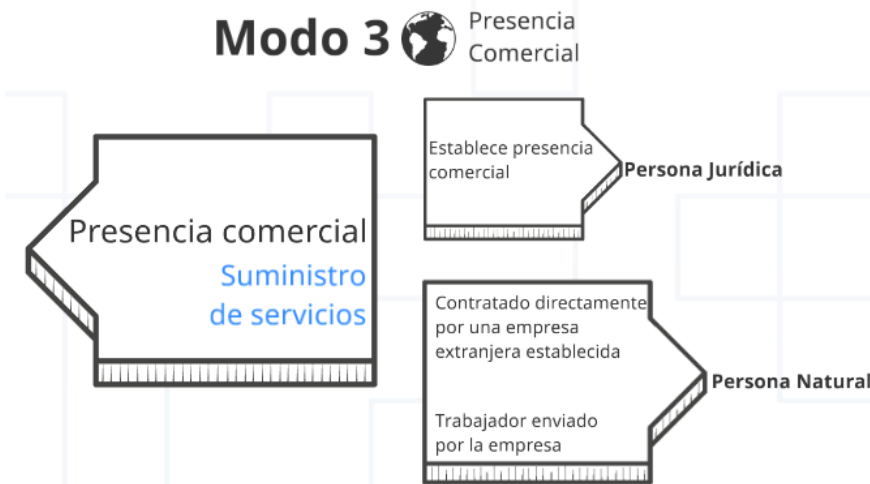 Modo 3
Presencia
Comercial
Presencia comercial
Suministro
de servicios
Establece presencia
comercial
Persona Jurídica
Contratado directamente
por una empresa
extranjera establecida
Trabajador enviado
por la empresa
Persona Natural